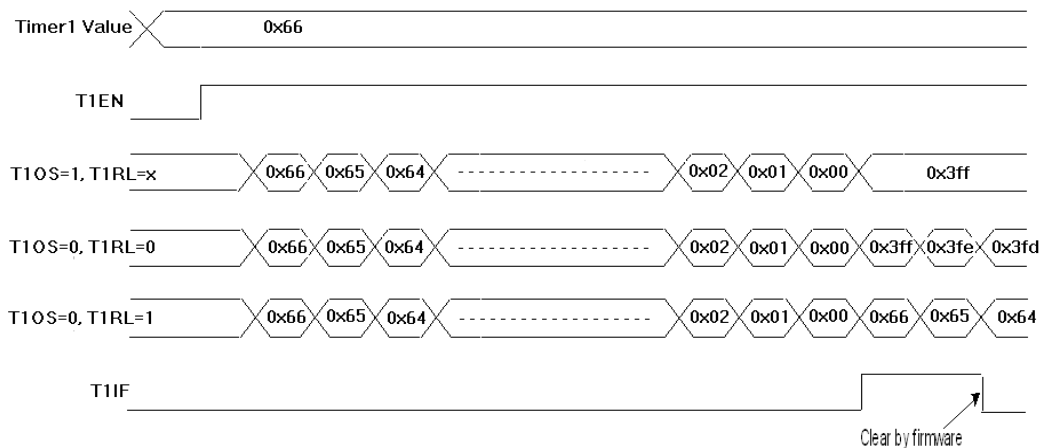 Timer1 Value 0x66
T1EN
T1OS=1, T1RL=x 0x66 0x65 0x64 0x02 0x01 0x00 0x3ff
T1OS=0, T1RL=0 0x66 0x65 0x64 0x02 0x01 0x00 0x3ff 0x3fe 0x3fd
T1OS=0, T1RL=1 0x66 0x65 0x64 0x02 0x01 0x00 0x66 0x65 0x64
T1IF
Clear by firmware